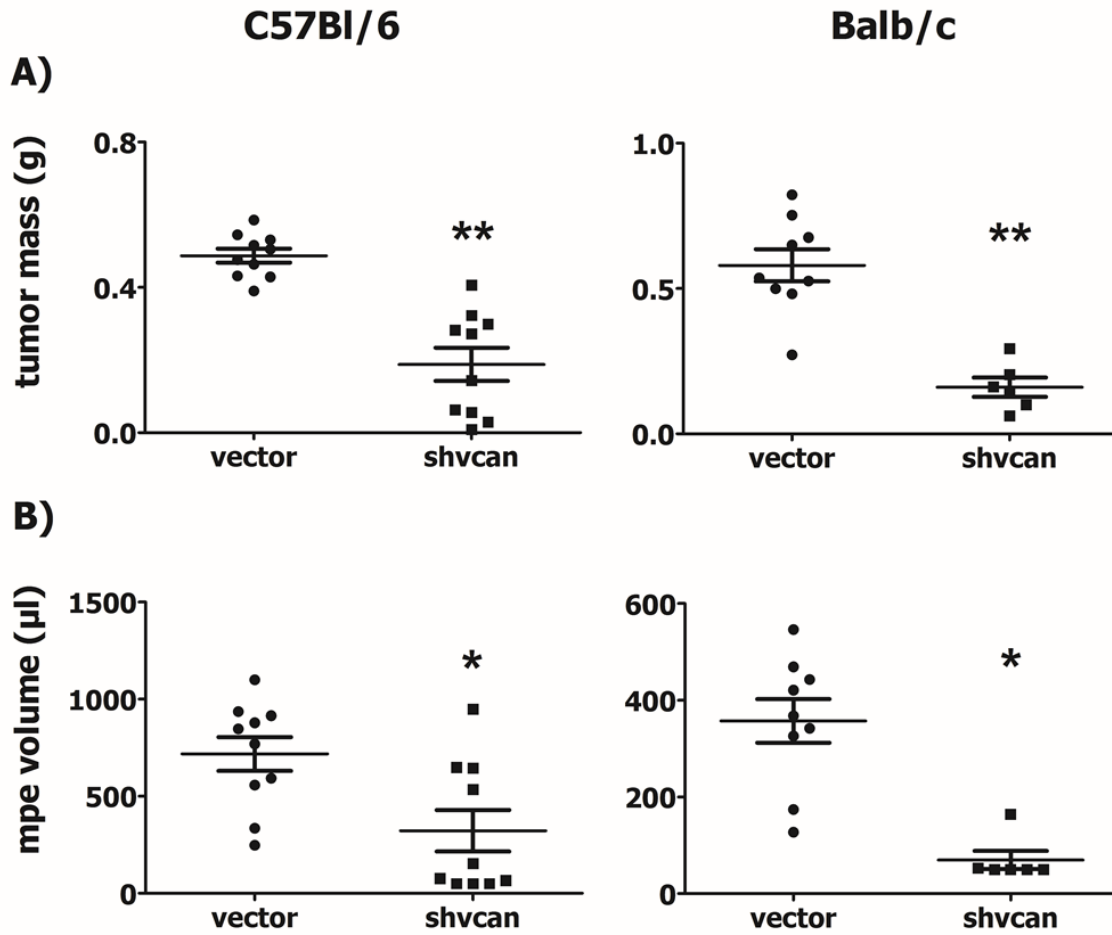 C57Bl/6 Balb/c
A)
tumor mass (g)
0.8
0.4
0.0
**
vector shvcan
1.0
0.5
0.0
**
vector shvcan
B)
mpe volume (µl)
1500
1000
500
0
*
vector shvcan
600
400
200
0
*
vector shvcan